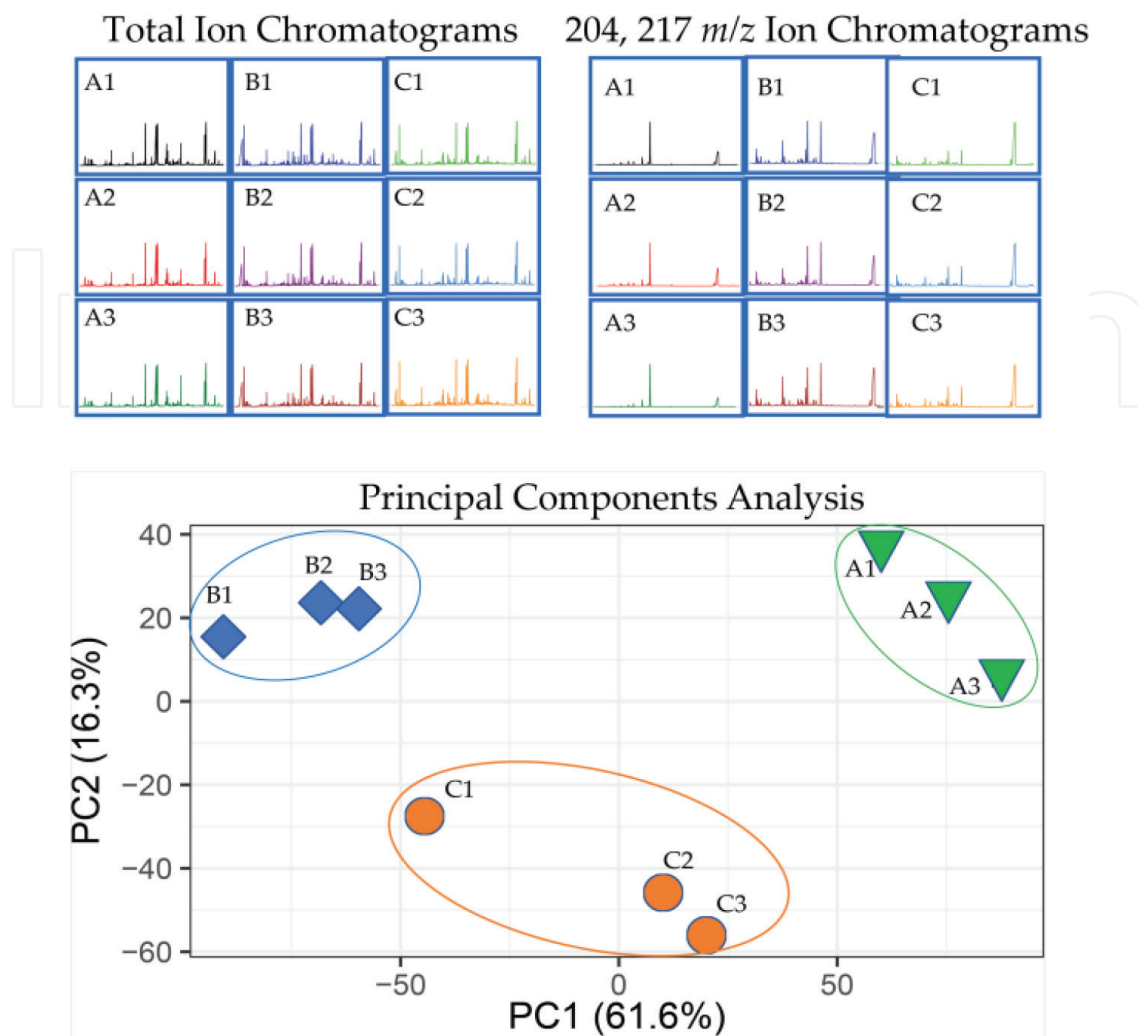 Total Ion Chromatograms
204, 217 m/z Ion Chromatograms
A1 B1 C1
A1 B1 C1
A2 B2 C2
A2 B2 C2
A3 B3 C3
A3 B3 C3
Principal Components Analysis
PC2 (16.3%)
40
20
0
−20
−40
−60
B1
B2
B3
A1
A2
A3
C1
C2
C3
−50
0
50
PC1 (61.6%)